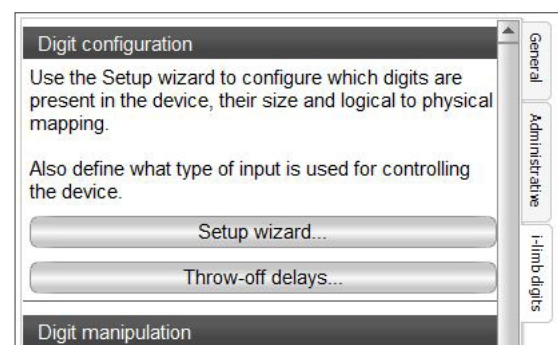 Digit configuration
Use the Setup wizard to configure which digits are
present in the device, their size and logical to physical
mapping.
Also define what type of input is used for controlling
the device.
Setup wizard...
Throw-off delays...
Digit manipulation
General
Administrative
i-limb digits